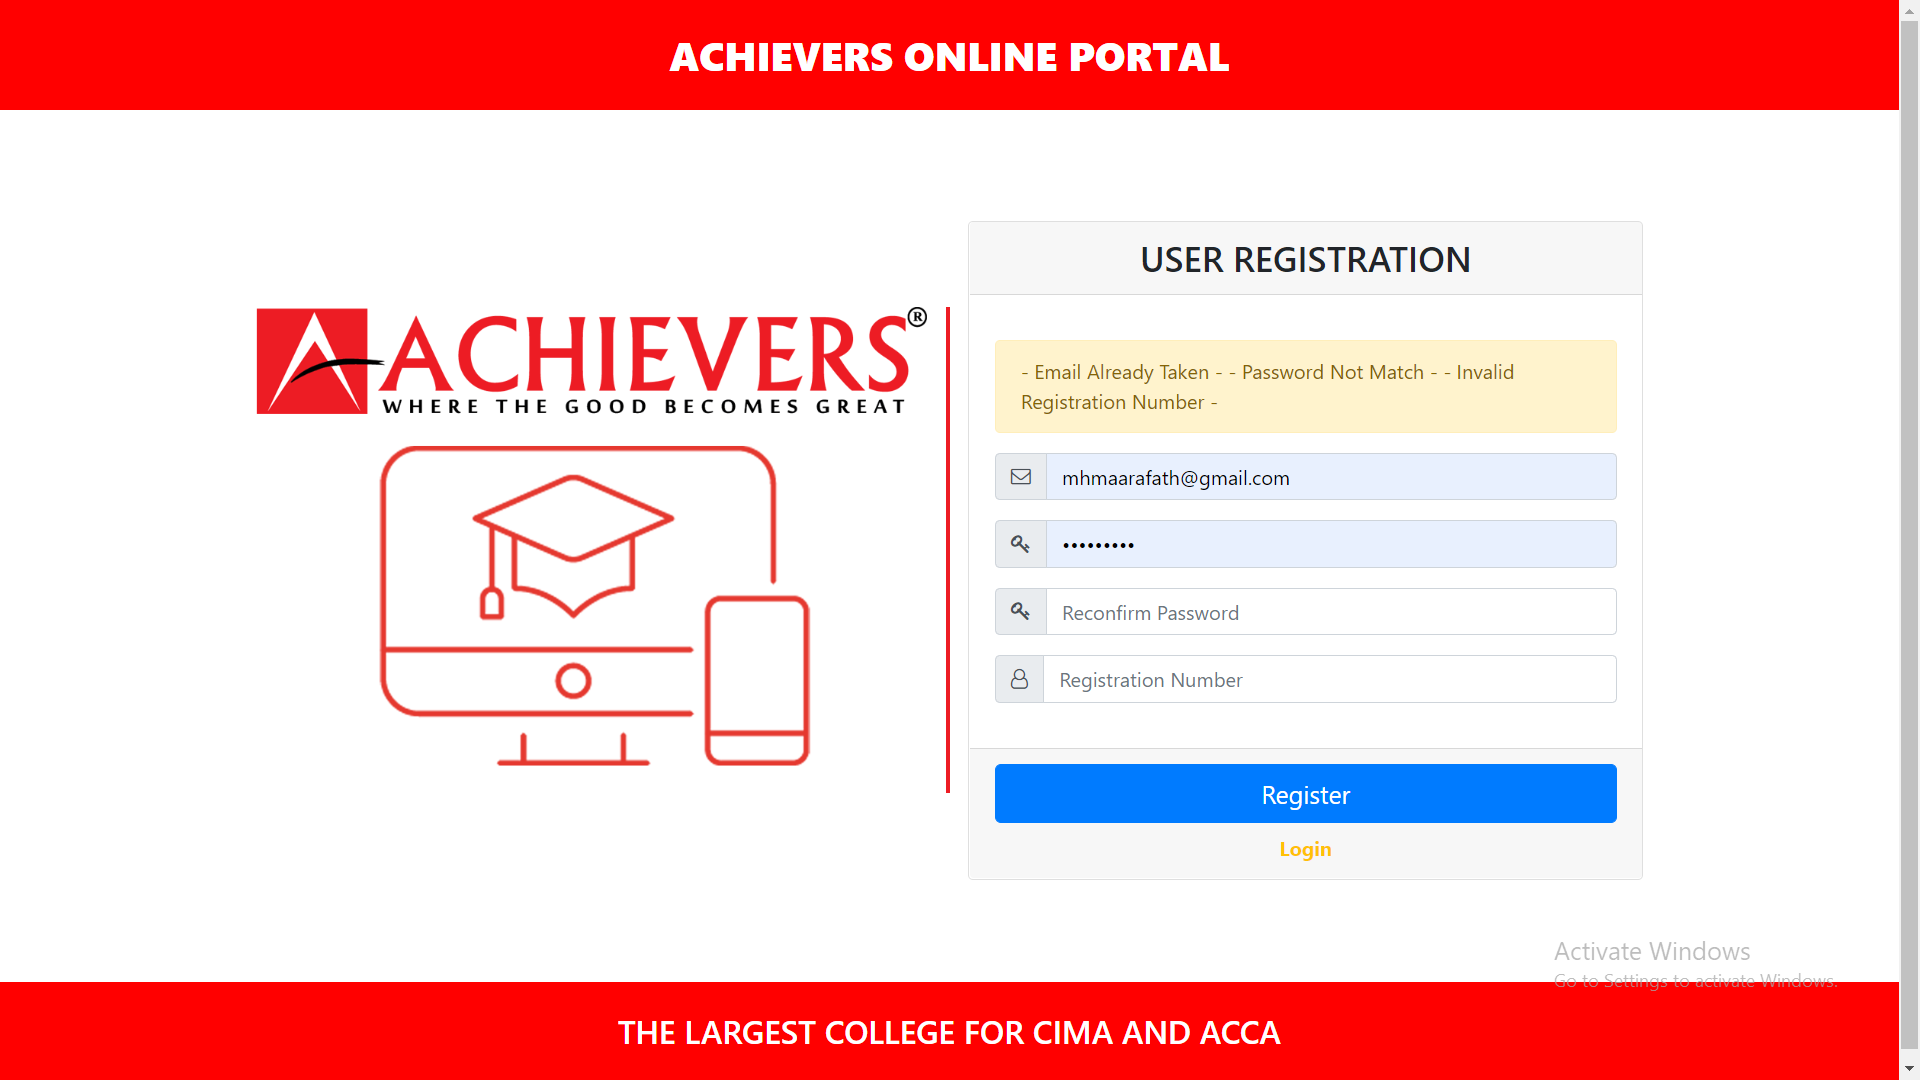 ACHIEVERS ONLINE PORTAL
ACHIEVERS®
WHERE THE GOOD BECOMES GREAT
USER REGISTRATION
- Email Already Taken - - Password Not Match - - Invalid
Registration Number -
mhmaarafath@gmail.com
•••••••••
Reconfirm Password
Registration Number
Register
Login
Activate Windows
Go to Settings to activate Windows.
THE LARGEST COLLEGE FOR CIMA AND ACCA